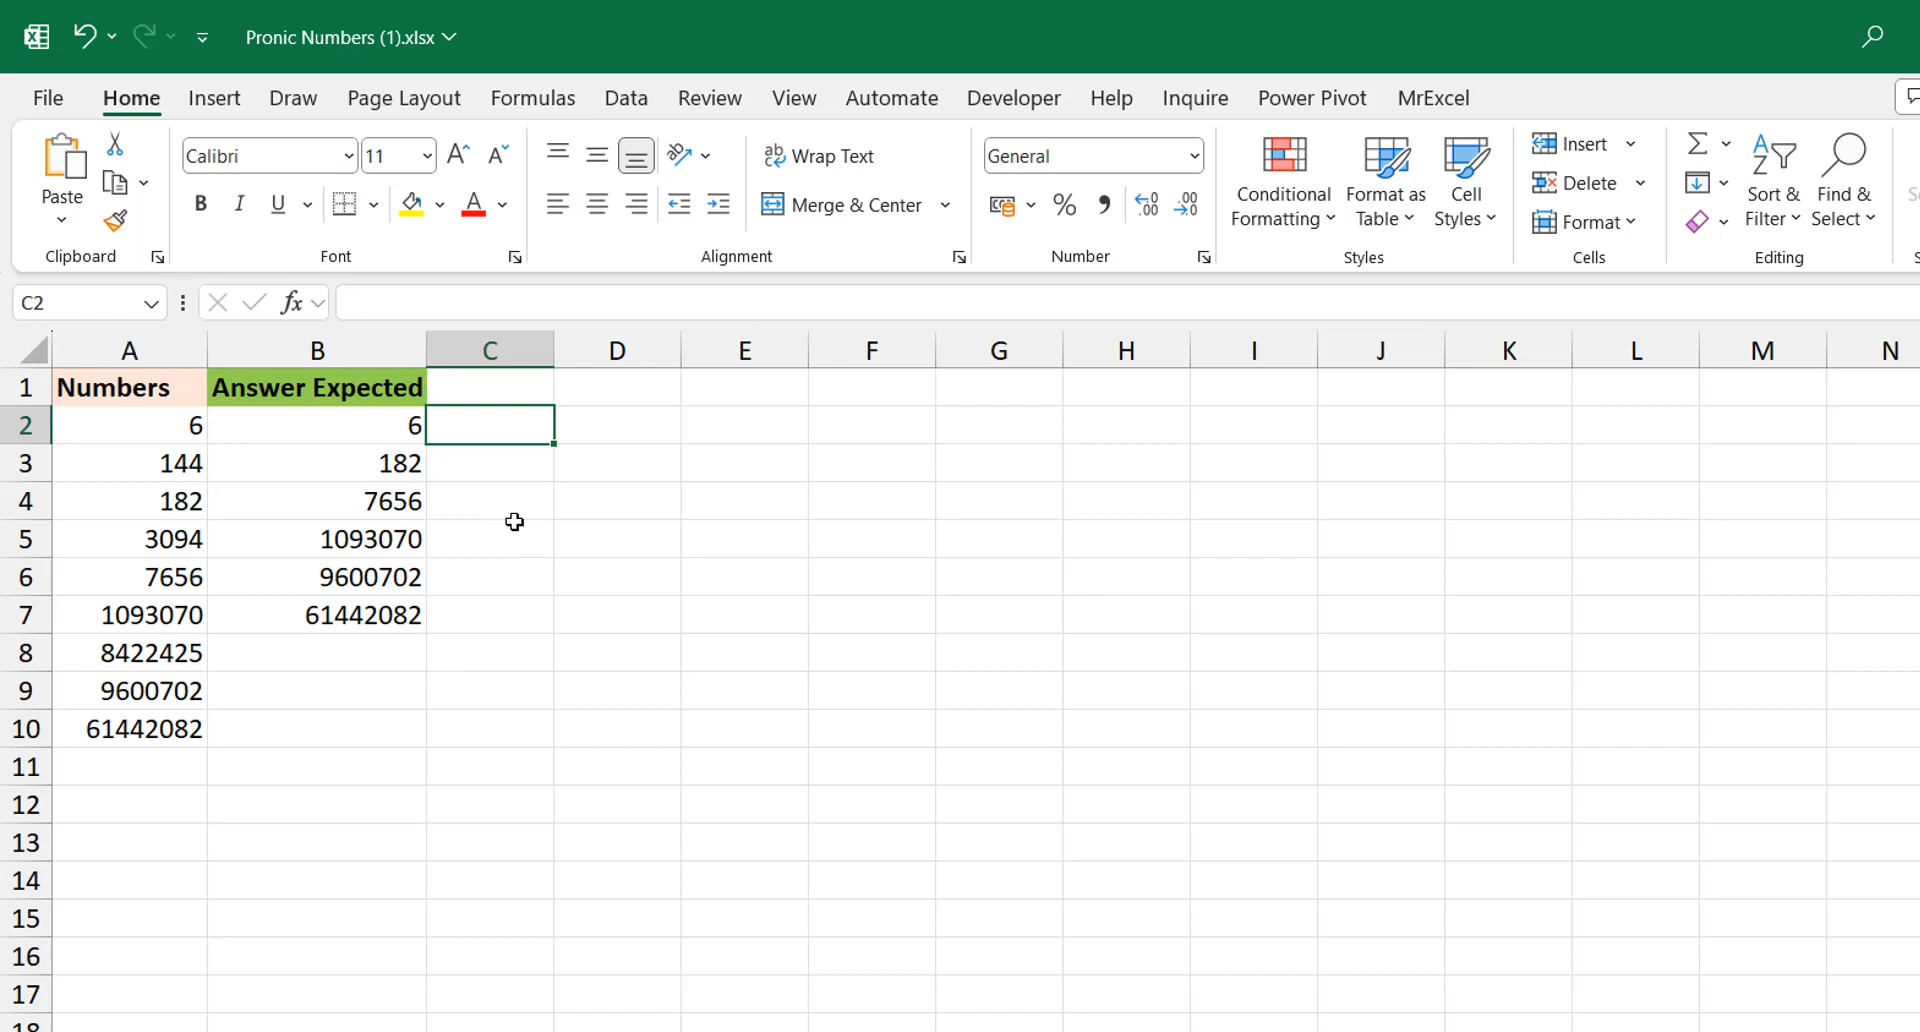 Pronic Numbers (1).xlsx
File Home Insert Draw Page Layout Formulas Data Review View Automate Developer Help Inquire Power Pivot MrExcel
Paste
Clipboard
Calibri 11
B I U A
Font
Wrap Text
Merge & Center
Alignment
General
% .00 .00
Number
Conditional Formatting
Format as Table
Cell Styles
Styles
Insert
Delete
Format
Cells
Sort & Filter
Find & Select
Editing
C2 fx
A B C D E F G H I J K L M N
1 Numbers Answer Expected
2 6 6
3 144 182
4 182 7656
5 3094 1093070
6 7656 9600702
7 1093070 61442082
8 8422425
9 9600702
10 61442082
11
12
13
14
15
16
17
18